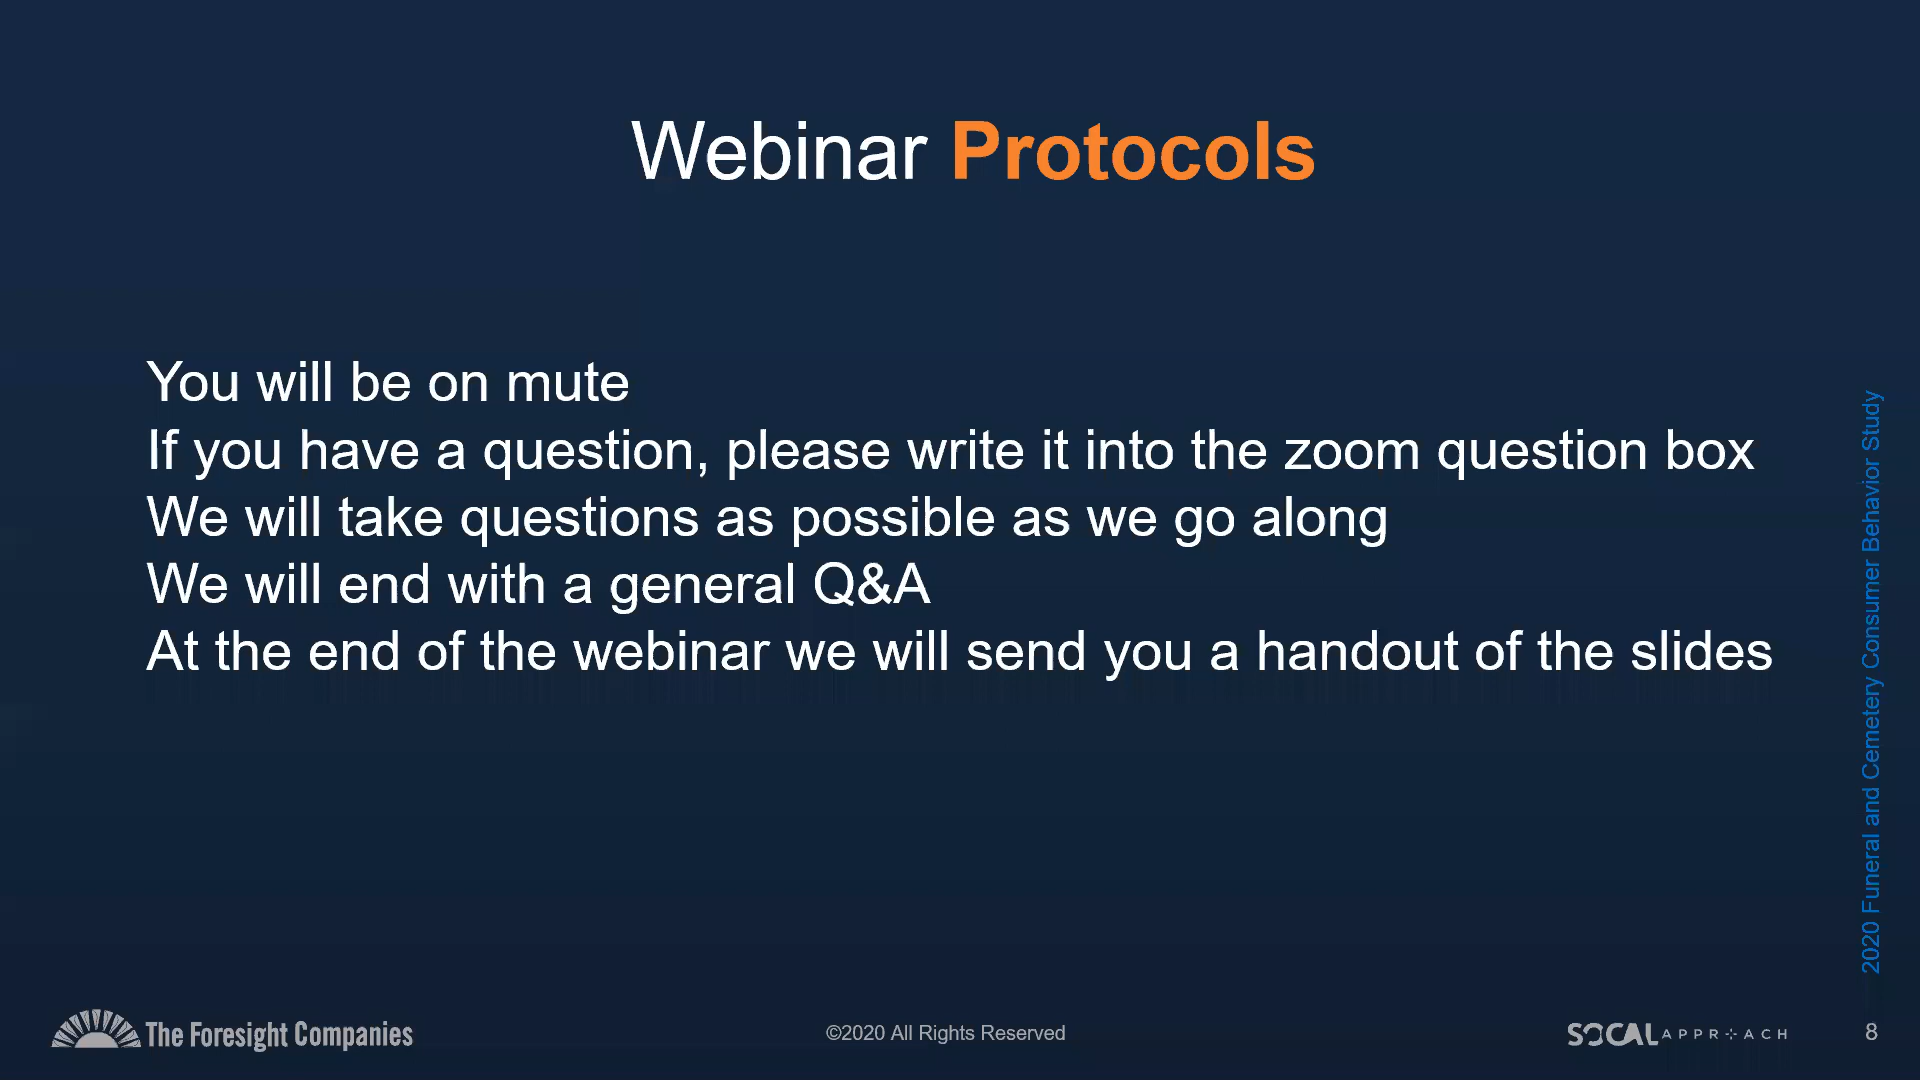 Webinar Protocols
You will be on mute
If you have a question, please write it into the zoom question box
We will take questions as possible as we go along
We will end with a general Q&A
At the end of the webinar we will send you a handout of the slides
2020 Funeral and Cemetery Consumer Behavior Study
The Foresight Companies
©2020 All Rights Reserved
SOCAL APPROACH
8